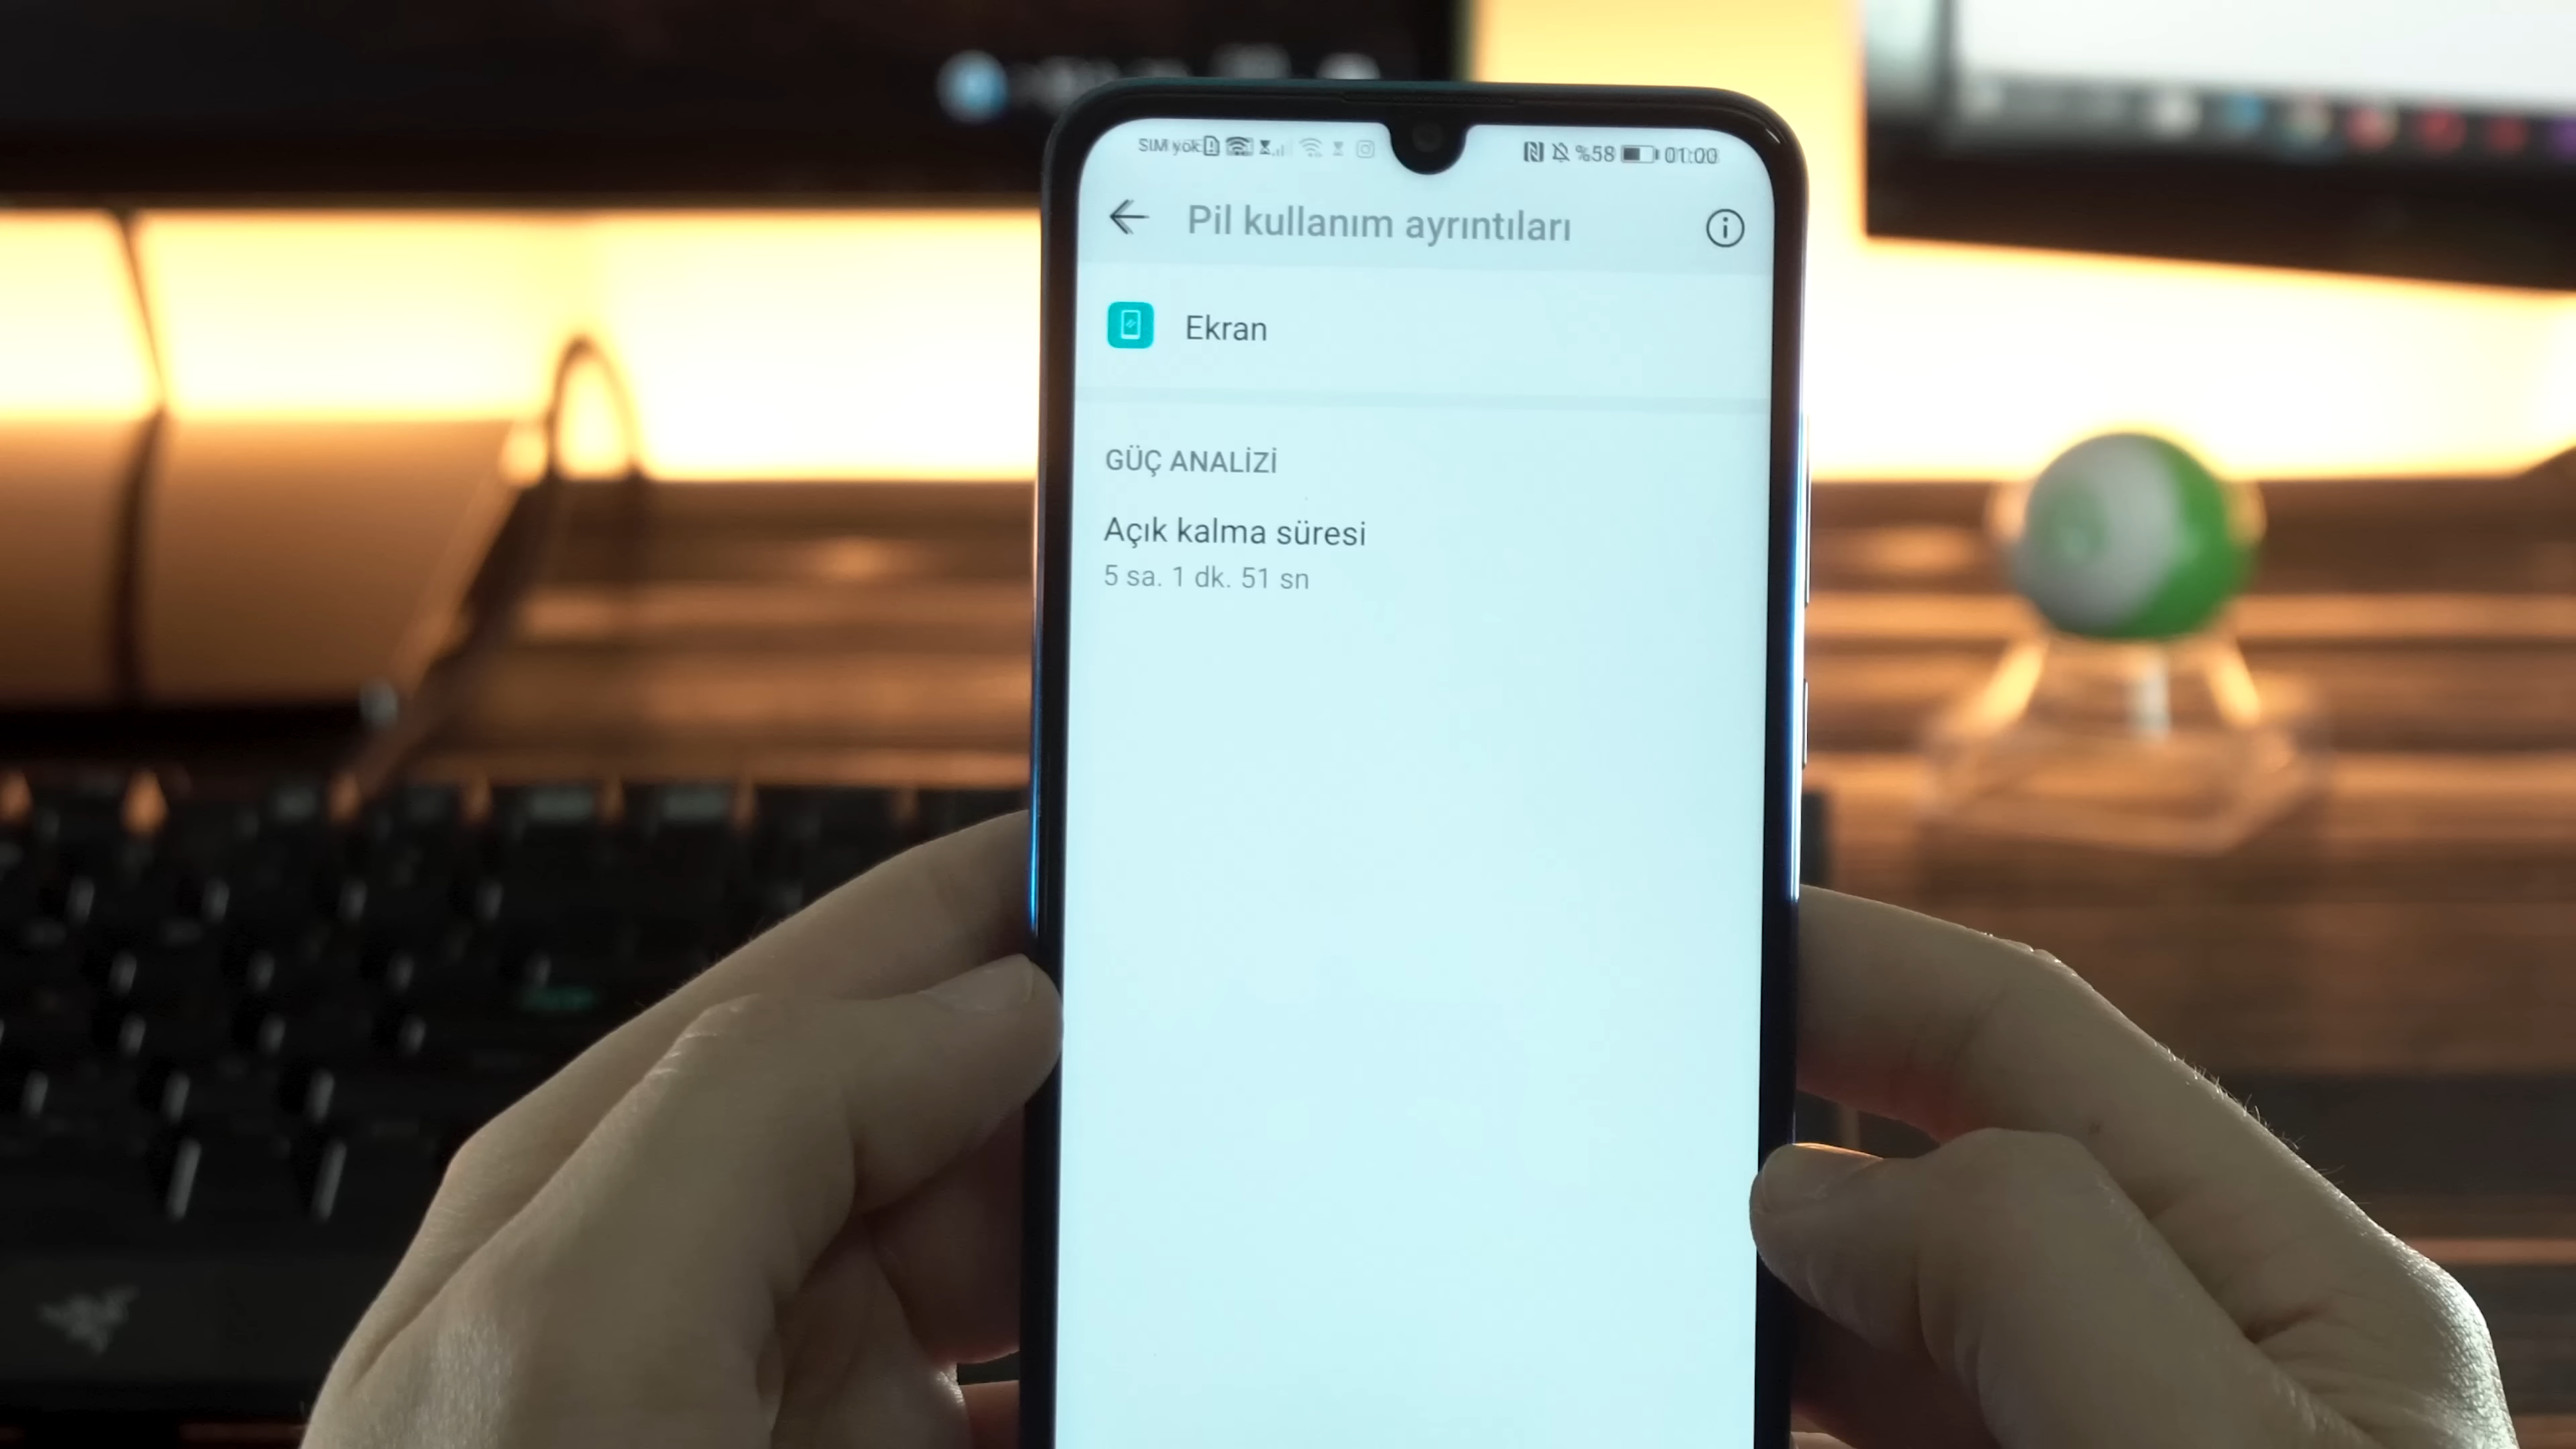 SIM yok
%58 01:00
Pil kullanım ayrıntıları
Ekran
GÜÇ ANALİZİ
Açık kalma süresi
5 sa. 1 dk. 51 sn